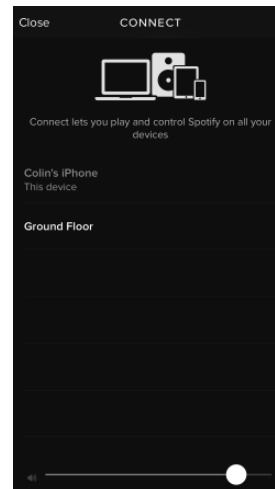 Close CONNECT
Connect lets you play and control Spotify on all your
devices
Colin's iPhone
This device
Ground Floor